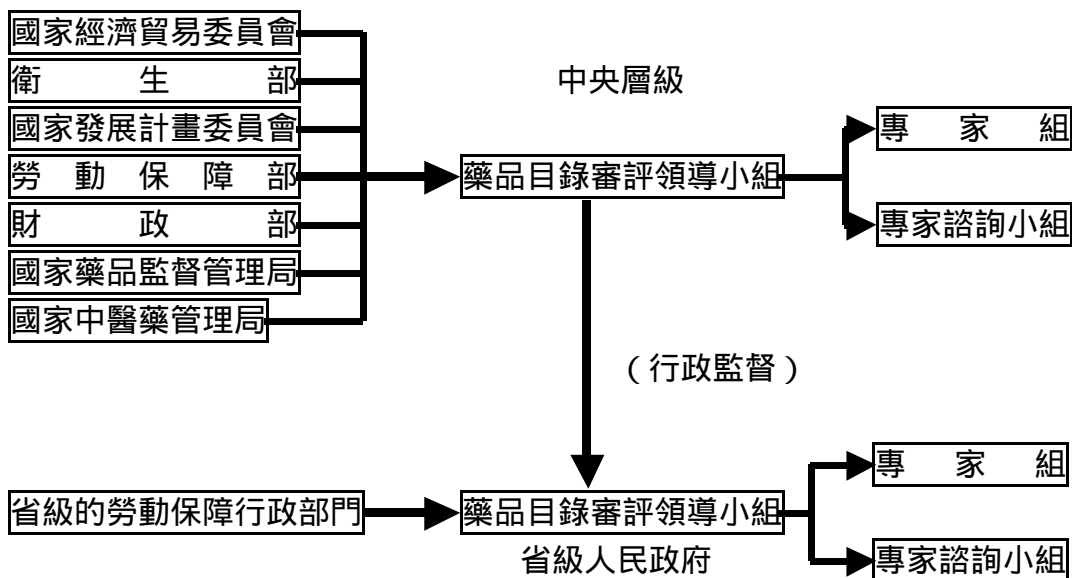 國家經濟貿易委員會
衛生部
中央層級
國家發展計畫委員會
專家組
勞動保障部
藥品目錄審評領導小組
財政部
專家諮詢小組
國家藥品監督管理局
國家中醫藥管理局
（行政監督）
專家組
省級的勞動保障行政部門
藥品目錄審評領導小組
省級人民政府
專家諮詢小組